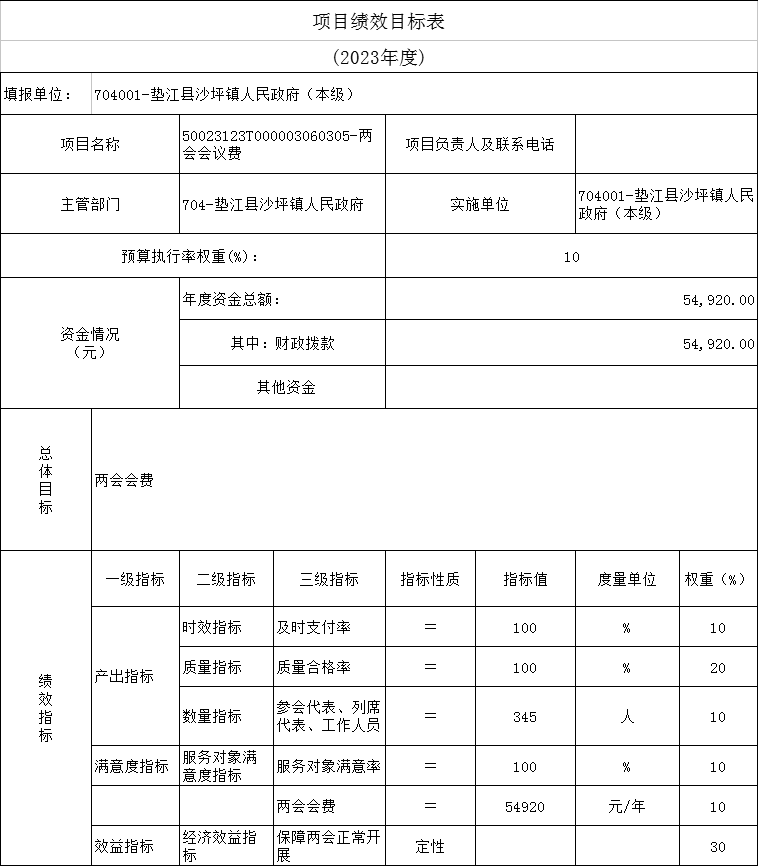 项目绩效目标表
(2023年度)
填报单位： 704001-垫江县沙坪镇人民政府（本级）
项目名称 50023123T000003060305-两会会议费 项目负责人及联系电话
主管部门 704-垫江县沙坪镇人民政府 实施单位 704001-垫江县沙坪镇人民政府（本级）
预算执行率权重(%)： 10
资金情况（元） 年度资金总额： 54,920.00
其中：财政拨款 54,920.00
其他资金
总体目标 两会会费
绩效指标 一级指标 二级指标 三级指标 指标性质 指标值 度量单位 权重（%）
产出指标 时效指标 及时支付率 ＝ 100 % 10
质量指标 质量合格率 ＝ 100 % 20
数量指标 参会代表、列席代表、工作人员 ＝ 345 人 10
满意度指标 服务对象满意度指标 服务对象满意率 ＝ 100 % 10
两会会费 ＝ 54920 元/年 10
效益指标 经济效益指标 保障两会正常开展 定性 30